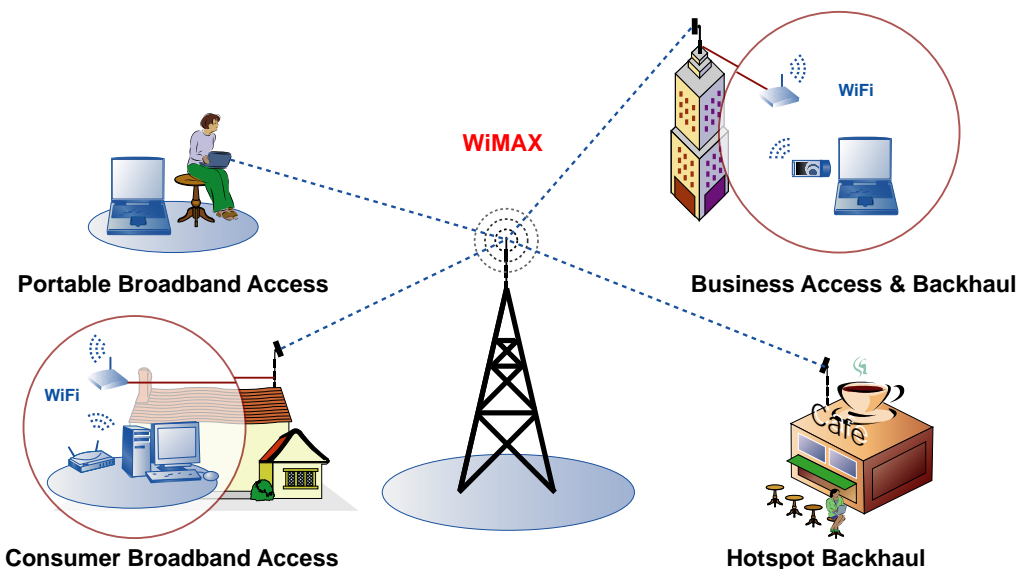 WiMAX
WiFi
Portable Broadband Access
Business Access & Backhaul
WiFi
Café
Consumer Broadband Access
Hotspot Backhaul